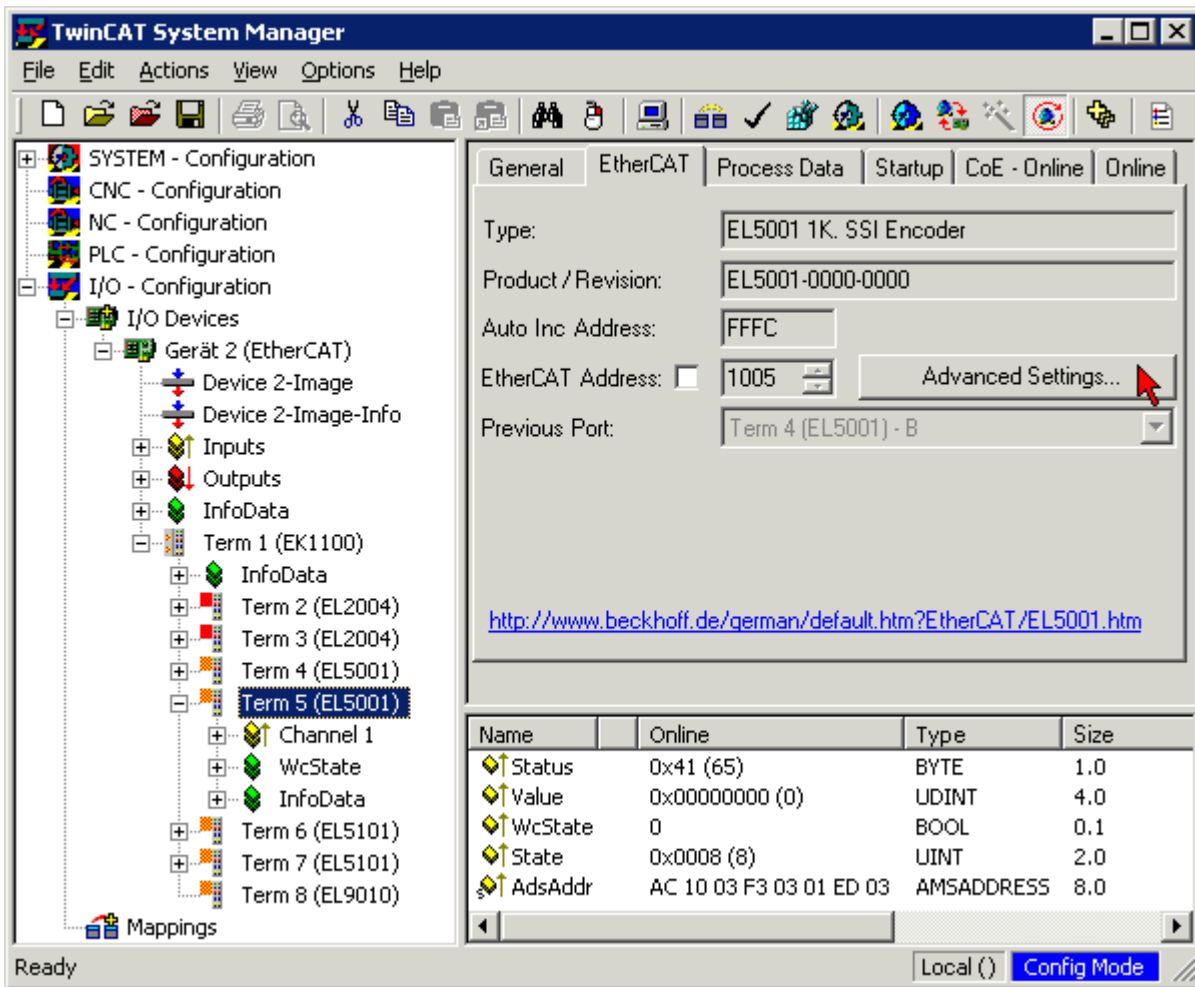 TwinCAT System Manager
File Edit Actions View Options Help
SYSTEM - Configuration
CNC - Configuration
NC - Configuration
PLC - Configuration
I/O - Configuration
I/O Devices
Gerät 2 (EtherCAT)
Device 2-Image
Device 2-Image-Info
Inputs
Outputs
InfoData
Term 1 (EK1100)
InfoData
Term 2 (EL2004)
Term 3 (EL2004)
Term 4 (EL5001)
Term 5 (EL5001)
Channel 1
WcState
InfoData
Term 6 (EL5101)
Term 7 (EL5101)
Term 8 (EL9010)
Mappings
General EtherCAT Process Data Startup CoE - Online Online
Type: EL5001 1K. SSI Encoder
Product / Revision: EL5001-0000-0000
Auto Inc Address: FFFC
EtherCAT Address: 1005 Advanced Settings...
Previous Port: Term 4 (EL5001) - B
http://www.beckhoff.de/german/default.htm?EtherCAT/EL5001.htm
Name Online Type Size
Status 0x41 (65) BYTE 1.0
Value 0x00000000 (0) UDINT 4.0
WcState 0 BOOL 0.1
State 0x0008 (8) UINT 2.0
AdsAddr AC 10 03 F3 03 01 ED 03 AMSADDRESS 8.0
Ready Local () Config Mode